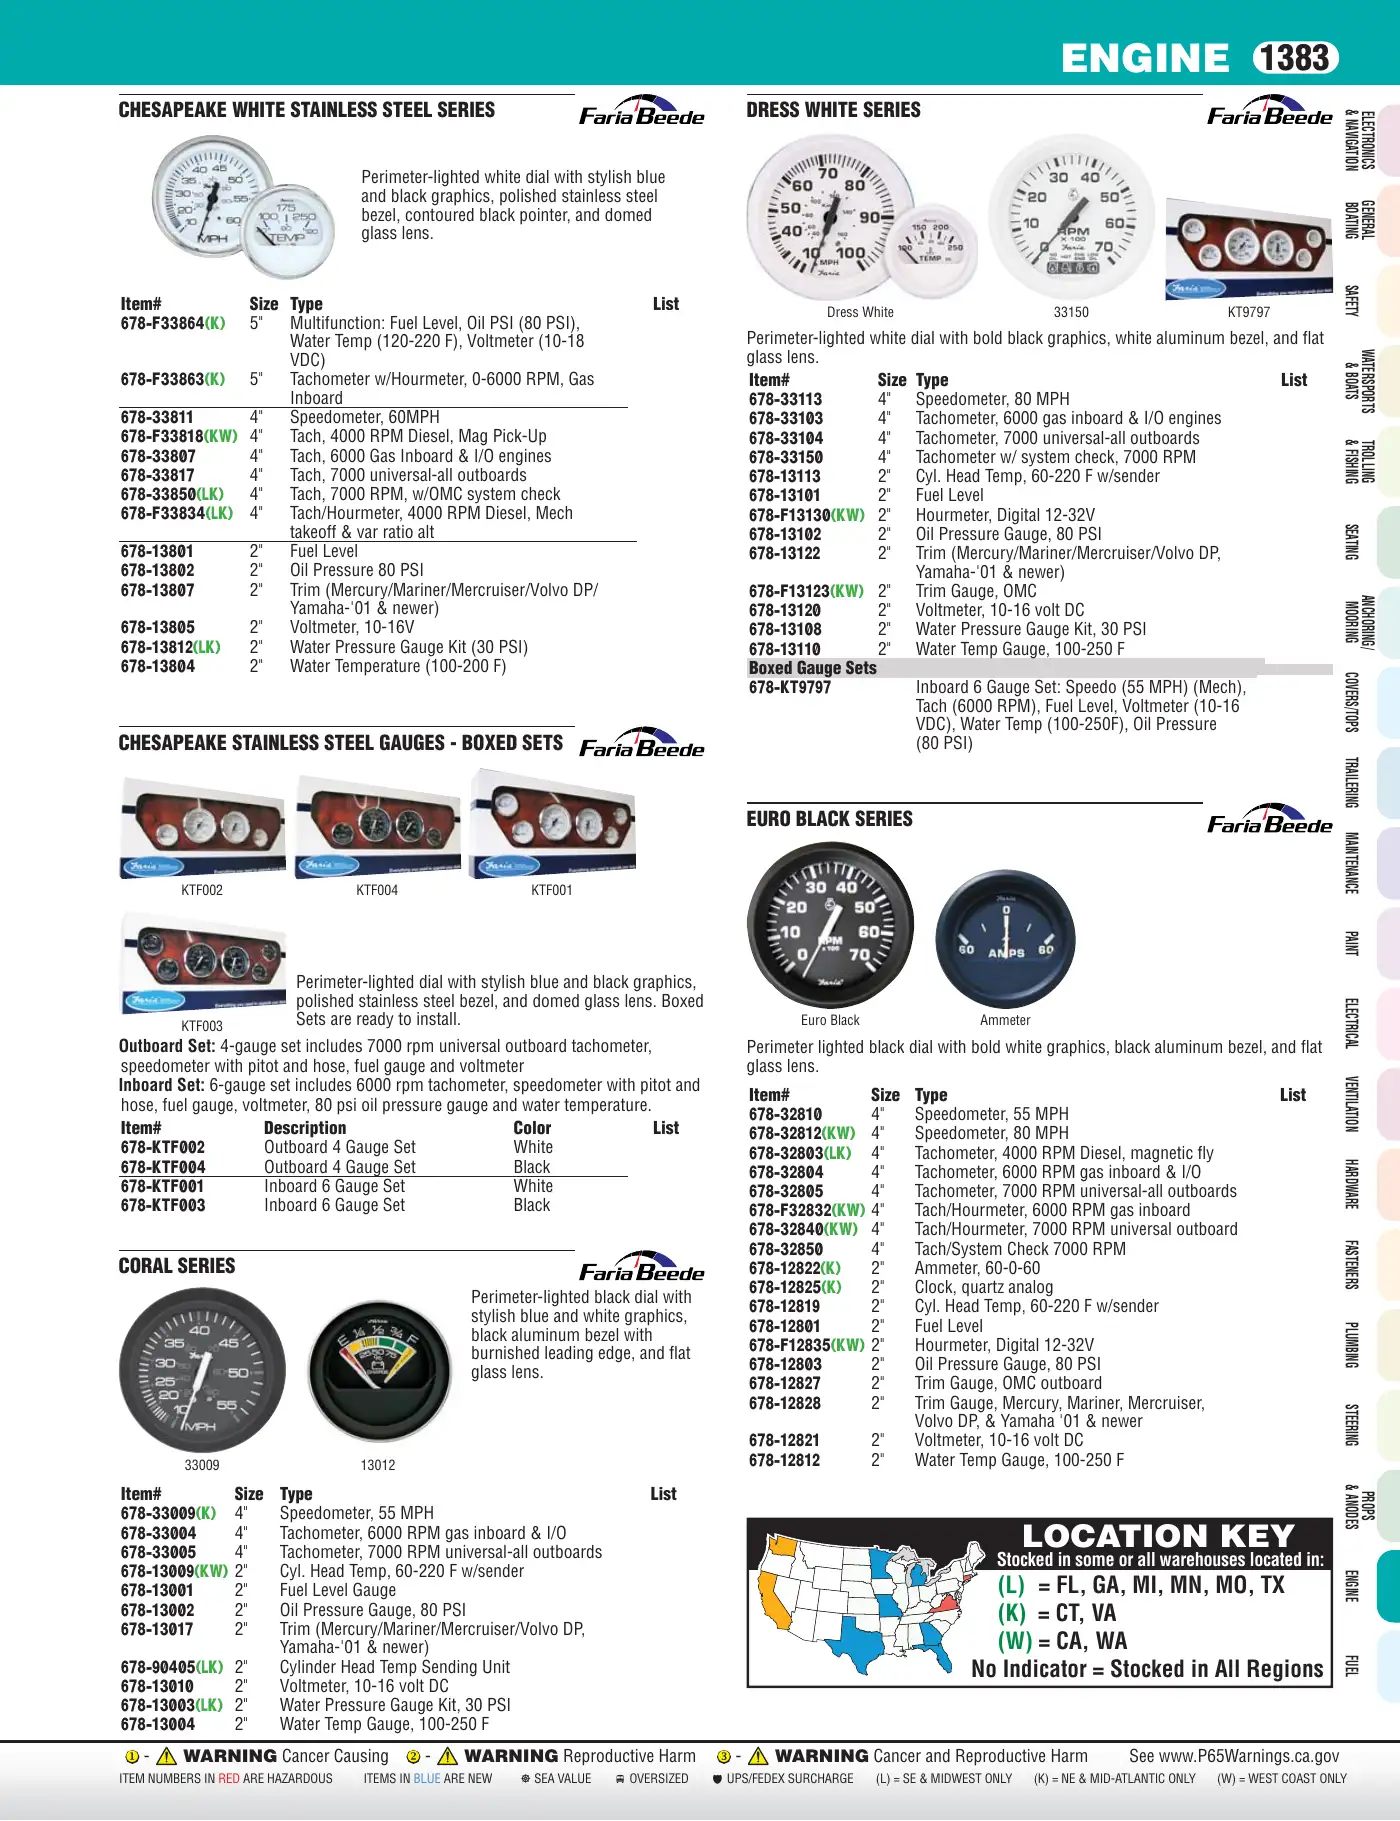 ENGINE 1383
CHESAPEAKE WHITE STAINLESS STEEL SERIES
Faria Beede
Perimeter-lighted white dial with stylish blue
and black graphics, polished stainless steel
bezel, contoured black pointer, and domed
glass lens.
Item# Size Type List
678-F33864(K) 5" Multifunction: Fuel Level, Oil PSI (80 PSI),
Water Temp (120-220 F), Voltmeter (10-18
VDC)
678-F33863(K) 5" Tachometer w/Hourmeter, 0-6000 RPM, Gas
Inboard
678-33811 4" Speedometer, 60MPH
678-F33818(KW) 4" Tach, 4000 RPM Diesel, Mag Pick-Up
678-33807 4" Tach, 6000 Gas Inboard & I/O engines
678-33817 4" Tach, 7000 universal-all outboards
678-33850(LK) 4" Tach, 7000 RPM, w/OMC system check
678-F33834(LK) 4" Tach/Hourmeter, 4000 RPM Diesel, Mech
takeoff & var ratio alt
678-13801 2" Fuel Level
678-13802 2" Oil Pressure 80 PSI
678-13807 2" Trim (Mercury/Mariner/Mercruiser/Volvo DP/
Yamaha-'01 & newer)
678-13805 2" Voltmeter, 10-16V
678-13812(LK) 2" Water Pressure Gauge Kit (30 PSI)
678-13804 2" Water Temperature (100-200 F)
CHESAPEAKE STAINLESS STEEL GAUGES - BOXED SETS
Faria Beede
KTF002 KTF004 KTF001
KTF003
Perimeter-lighted dial with stylish blue and black graphics,
polished stainless steel bezel, and domed glass lens. Boxed
Sets are ready to install.
Outboard Set: 4-gauge set includes 7000 rpm universal outboard tachometer,
speedometer with pitot and hose, fuel gauge and voltmeter
Inboard Set: 6-gauge set includes 6000 rpm tachometer, speedometer with pitot and
hose, fuel gauge, voltmeter, 80 psi oil pressure gauge and water temperature.
Item# Description Color List
678-KTF002 Outboard 4 Gauge Set White
678-KTF004 Outboard 4 Gauge Set Black
678-KTF001 Inboard 6 Gauge Set White
678-KTF003 Inboard 6 Gauge Set Black
CORAL SERIES
Faria Beede
Perimeter-lighted black dial with
stylish blue and white graphics,
black aluminum bezel with
burnished leading edge, and flat
glass lens.
33009 13012
Item# Size Type List
678-33009(K) 4" Speedometer, 55 MPH
678-33004 4" Tachometer, 6000 RPM gas inboard & I/O
678-33005 4" Tachometer, 7000 RPM universal-all outboards
678-13009(KW) 2" Cyl. Head Temp, 60-220 F w/sender
678-13001 2" Fuel Level Gauge
678-13002 2" Oil Pressure Gauge, 80 PSI
678-13017 2" Trim (Mercury/Mariner/Mercruiser/Volvo DP,
Yamaha-'01 & newer)
678-90405(LK) 2" Cylinder Head Temp Sending Unit
678-13010 2" Voltmeter, 10-16 volt DC
678-13003(LK) 2" Water Pressure Gauge Kit, 30 PSI
678-13004 2" Water Temp Gauge, 100-250 F
DRESS WHITE SERIES
Faria Beede
Dress White 33150 KT9797
Perimeter-lighted white dial with bold black graphics, white aluminum bezel, and flat
glass lens.
Item# Size Type List
678-33113 4" Speedometer, 80 MPH
678-33103 4" Tachometer, 6000 gas inboard & I/O engines
678-33104 4" Tachometer, 7000 universal-all outboards
678-33150 4" Tachometer w/ system check, 7000 RPM
678-13113 2" Cyl. Head Temp, 60-220 F w/sender
678-13101 2" Fuel Level
678-F13130(KW) 2" Hourmeter, Digital 12-32V
678-13102 2" Oil Pressure Gauge, 80 PSI
678-13122 2" Trim (Mercury/Mariner/Mercruiser/Volvo DP,
Yamaha-'01 & newer)
678-F13123(KW) 2" Trim Gauge, OMC
678-13120 2" Voltmeter, 10-16 volt DC
678-13108 2" Water Pressure Gauge Kit, 30 PSI
678-13110 2" Water Temp Gauge, 100-250 F
Boxed Gauge Sets
678-KT9797 Inboard 6 Gauge Set: Speedo (55 MPH) (Mech),
Tach (6000 RPM), Fuel Level, Voltmeter (10-16
VDC), Water Temp (100-250F), Oil Pressure
(80 PSI)
EURO BLACK SERIES
Faria Beede
Euro Black Ammeter
Perimeter lighted black dial with bold white graphics, black aluminum bezel, and flat
glass lens.
Item# Size Type List
678-32810 4" Speedometer, 55 MPH
678-32812(KW) 4" Speedometer, 80 MPH
678-32803(LK) 4" Tachometer, 4000 RPM Diesel, magnetic fly
678-32804 4" Tachometer, 6000 RPM gas inboard & I/O
678-32805 4" Tachometer, 7000 RPM universal-all outboards
678-F32832(KW) 4" Tach/Hourmeter, 6000 RPM gas inboard
678-32840(KW) 4" Tach/Hourmeter, 7000 RPM universal outboard
678-32850 4" Tach/System Check 7000 RPM
678-12822(K) 2" Ammeter, 60-0-60
678-12825(K) 2" Clock, quartz analog
678-12819 2" Cyl. Head Temp, 60-220 F w/sender
678-12801 2" Fuel Level
678-F12835(KW) 2" Hourmeter, Digital 12-32V
678-12803 2" Oil Pressure Gauge, 80 PSI
678-12827 2" Trim Gauge, OMC outboard
678-12828 2" Trim Gauge, Mercury, Mariner, Mercruiser,
Volvo DP, & Yamaha '01 & newer
678-12821 2" Voltmeter, 10-16 volt DC
678-12812 2" Water Temp Gauge, 100-250 F
LOCATION KEY
Stocked in some or all warehouses located in:
(L) = FL, GA, MI, MN, MO, TX
(K) = CT, VA
(W) = CA, WA
No Indicator = Stocked in All Regions
ELECTRONICS
& NAVIGATION
GENERAL
BOATING
SAFETY
WATERSPORTS
& BOATS
TROLLING
& FISHING
SEATING
ANCHORING/
MOORING
COVERS/TOPS
TRAILERING
MAINTENANCE
PAINT
ELECTRICAL
VENTILATION
HARDWARE
FASTENERS
PLUMBING
STEERING
PROPS
& ANODES
ENGINE
FUEL
1 - WARNING Cancer Causing 2 - WARNING Reproductive Harm 3 - WARNING Cancer and Reproductive Harm See www.P65Warnings.ca.gov
ITEM NUMBERS IN RED ARE HAZARDOUS ITEMS IN BLUE ARE NEW SEA VALUE OVERSIZED UPS/FEDEX SURCHARGE (L) = SE & MIDWEST ONLY (K) = NE & MID-ATLANTIC ONLY (W) = WEST COAST ONLY